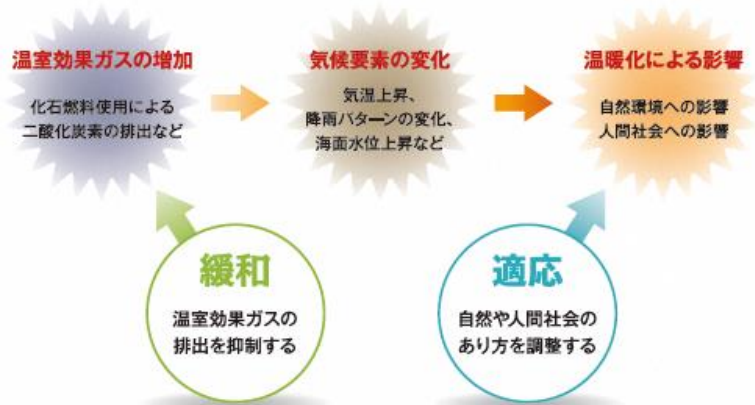 温室効果ガスの増加
化石燃料使用による
二酸化炭素の排出など
気候要素の変化
気温上昇、
降雨パターンの変化、
海面水位上昇など
温暖化による影響
自然環境への影響
人間社会への影響
緩和
温室効果ガスの
排出を抑制する
適応
自然や人間社会の
あり方を調整する